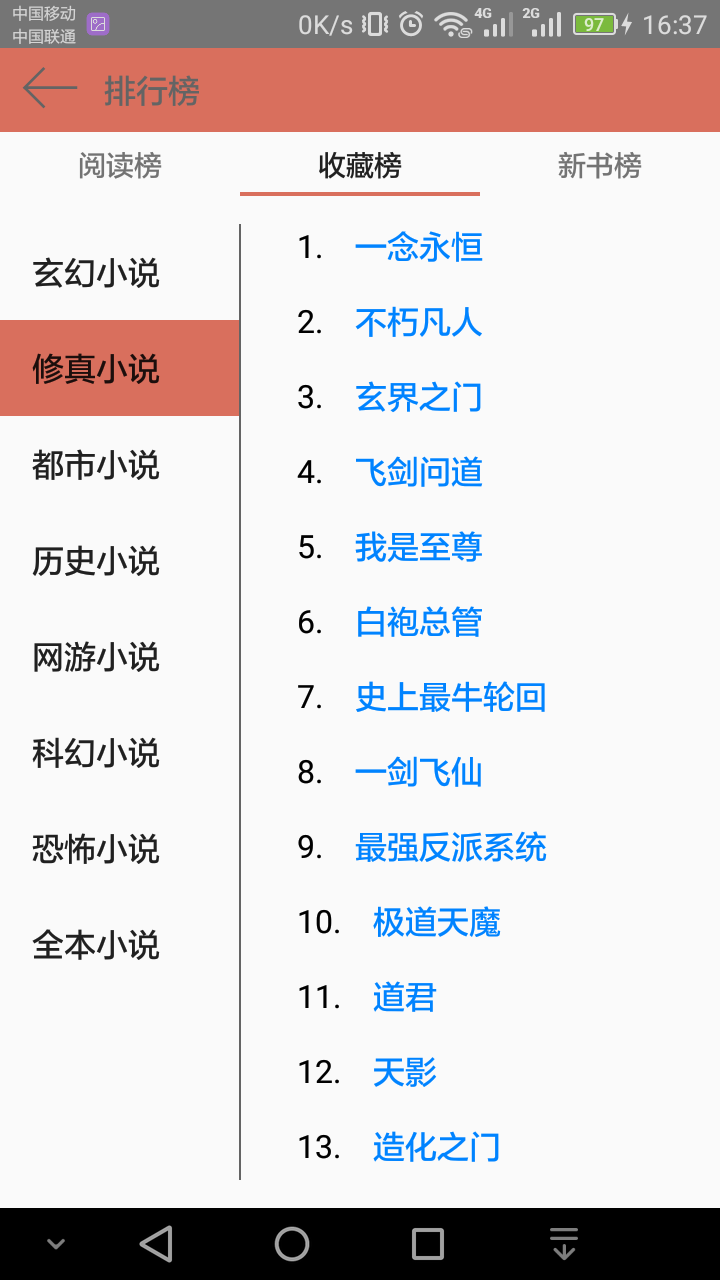 中国移动
中国联通
0K/s 4G 2G 97 16:37
排行榜
阅读榜 收藏榜 新书榜
玄幻小说
修真小说
都市小说
历史小说
网游小说
科幻小说
恐怖小说
全本小说
1. 一念永恒
2. 不朽凡人
3. 玄界之门
4. 飞剑问道
5. 我是至尊
6. 白袍总管
7. 史上最牛轮回
8. 一剑飞仙
9. 最强反派系统
10. 极道天魔
11. 道君
12. 天影
13. 造化之门